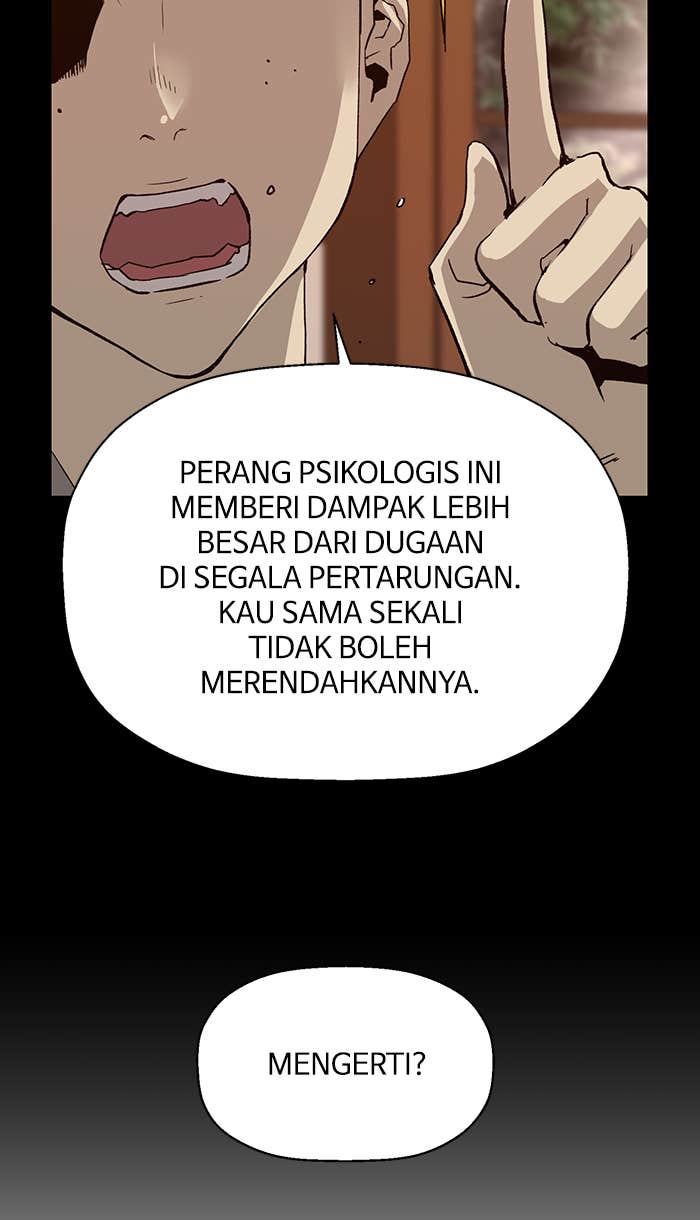 PERANG PSIKOLOGIS INI
MEMBERI DAMPAK LEBIH
BESAR DARI DUGAAN
DI SEGALA PERTARUNGAN.
KAU SAMA SEKALI
TIDAK BOLEH
MERENDAHKANNYA.
MENGERTI?